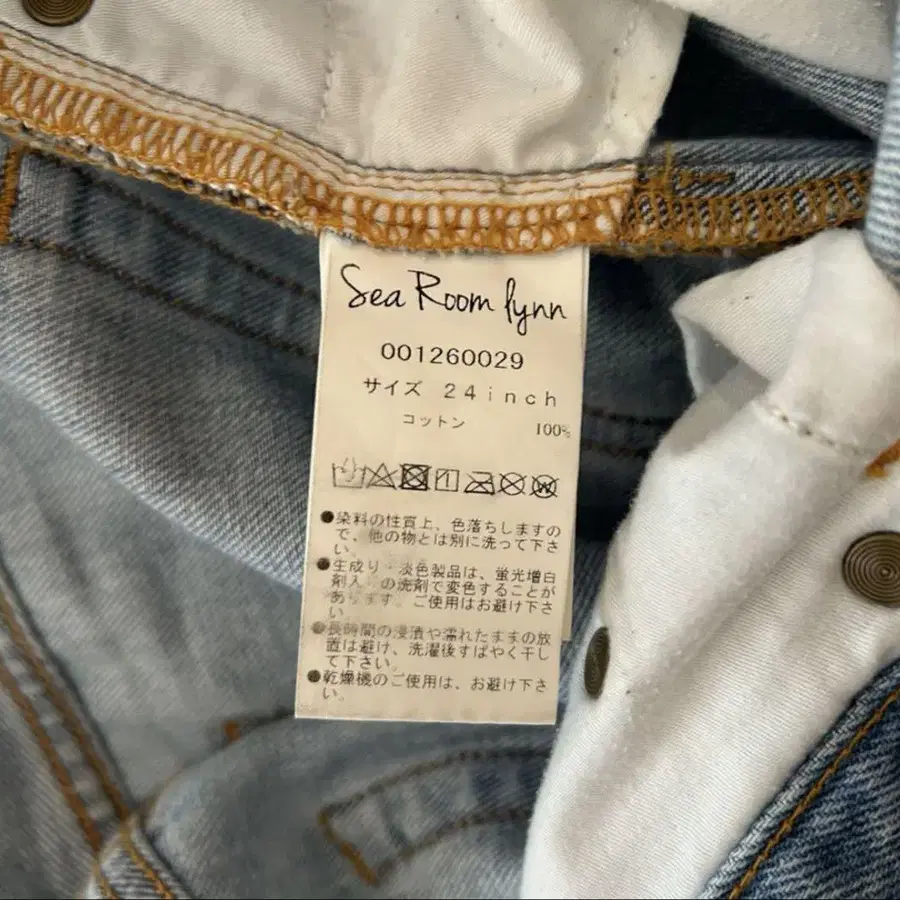 Sea Room lynn
001260029
サイズ 24inch
コットン 100%
●染料の性質上、色落ちしますの
で、他の物とは別に洗って下さ
い。
●生成り・淡色製品は、蛍光増白
剤入りの洗剤で変色することが
あります。ご使用はお避け下さ
い
●長時間の浸漬や濡れたままの放
置は避け、洗濯後すばやく干し
て下さい。
●乾燥機のご使用は、お避け下さ
い。